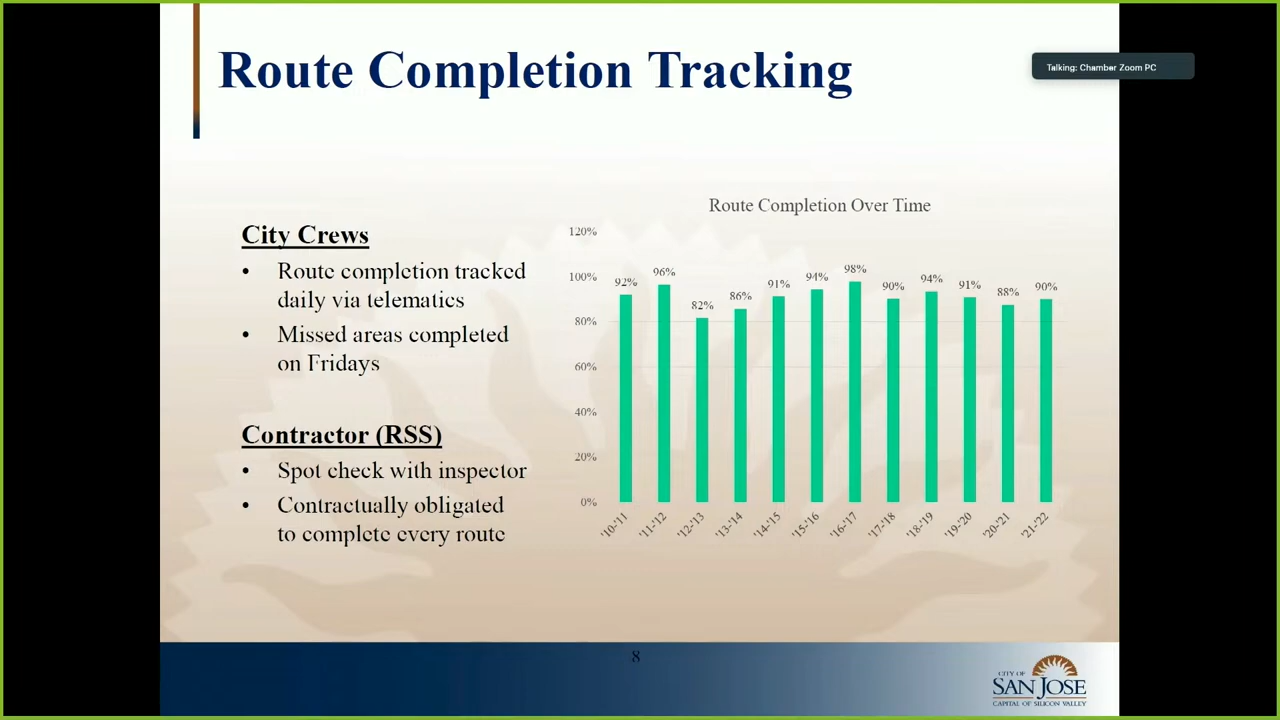 Route Completion Tracking
Talking: Chamber Zoom PC
City Crews
• Route completion tracked
daily via telematics
• Missed areas completed
on Fridays
Contractor (RSS)
• Spot check with inspector
• Contractually obligated
to complete every route
Route Completion Over Time
120%
100%
80%
60%
40%
20%
0%
92%
96%
82%
86%
91%
94%
98%
90%
94%
91%
88%
90%
'10-'11
'11-'12
'12-'13
'13-'14
'14-'15
'15-'16
'16-'17
'17-'18
'18-'19
'19-'20
'20-'21
'21-'22
8
CITY OF
SAN JOSE
CAPITAL OF SILICON VALLEY